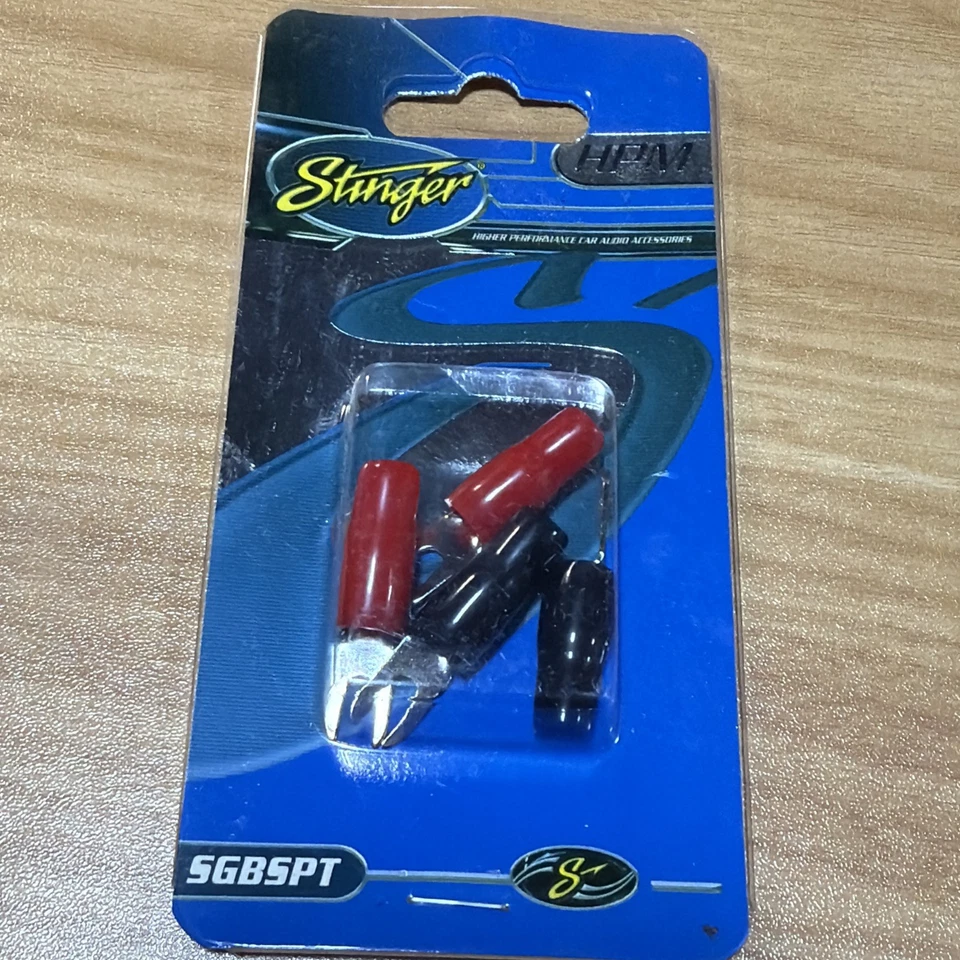 Stinger®
HPM
HIGHER PERFORMANCE CAR AUDIO ACCESSORIES
SGBSPT
S